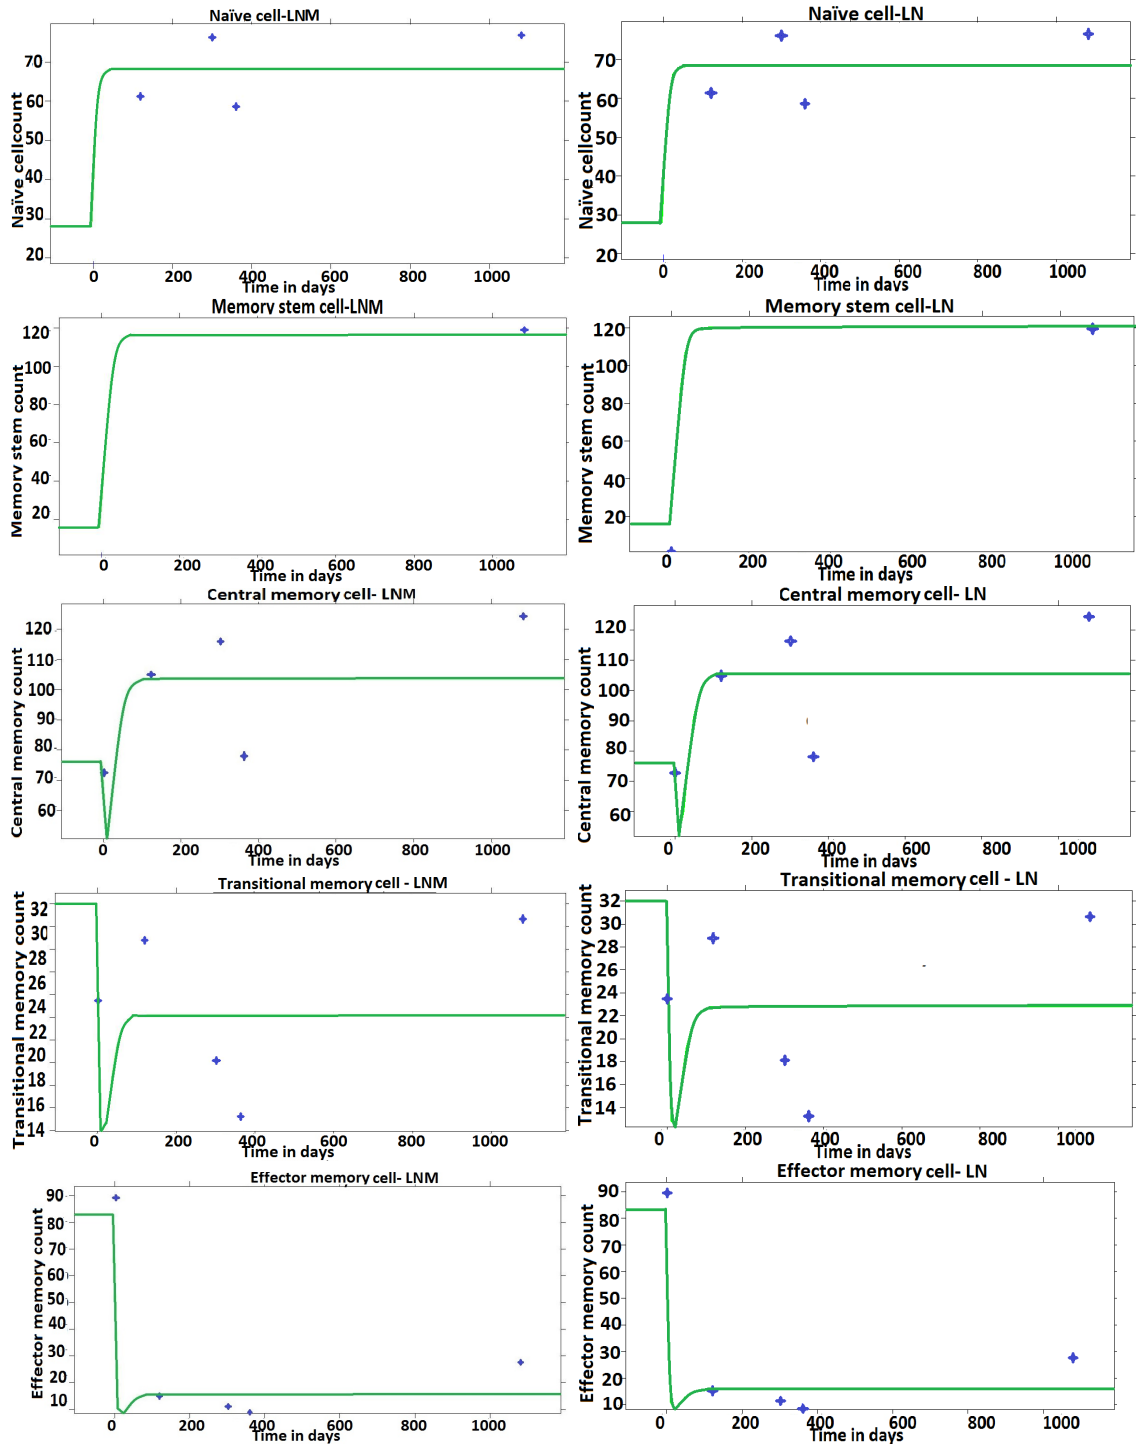 Naïve cell-LNM
Naïve cellcount
70
60
50
40
30
20
0 200 400 600 800 1000
Time in days
Naïve cell-LN
Naïve cellcount
70
60
50
40
30
20
0 200 400 600 800 1000
Time in days
Memory stem cell-LNM
Memory stem count
120
100
80
60
40
20
0 200 400 600 800 1000
Time in days
Memory stem cell-LN
Memory stem count
120
100
80
60
40
20
0 200 400 600 800 1000
Time in days
Central memory cell- LNM
Central memory count
120
110
100
90
80
70
60
0 200 400 600 800 1000
Time in days
Central memory cell- LN
Central memory count
120
110
100
90
80
70
60
0 200 400 600 800 1000
Time in days
Transitional memory cell - LNM
Transitional memory count
32
30
28
26
24
22
20
18
16
14
0 200 400 600 800 1000
Time in days
Transitional memory cell - LN
Transitional memory count
32
30
28
26
24
22
20
18
16
14
0 200 400 600 800 1000
Time in days
Effector memory cell- LNM
Effector memory count
90
80
70
60
50
40
30
20
10
0 200 400 600 800 1000
Time in days
Effector memory cell- LN
Effector memory count
90
80
70
60
50
40
30
20
10
0 200 400 600 800 1000
Time in days